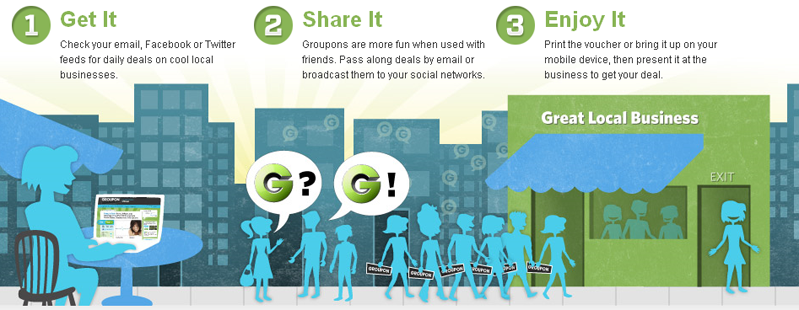 1 Get It
Check your email, Facebook or Twitter
feeds for daily deals on cool local
businesses.
2 Share It
Groupons are more fun when used with
friends. Pass along deals by email or
broadcast them to your social networks.
3 Enjoy It
Print the voucher or bring it up on your
mobile device, then present it at the
business to get your deal.
Great Local Business
EXIT
G?
G!
GROUPON
GROUPON
GROUPON
GROUPON
GROUPON
GROUPON